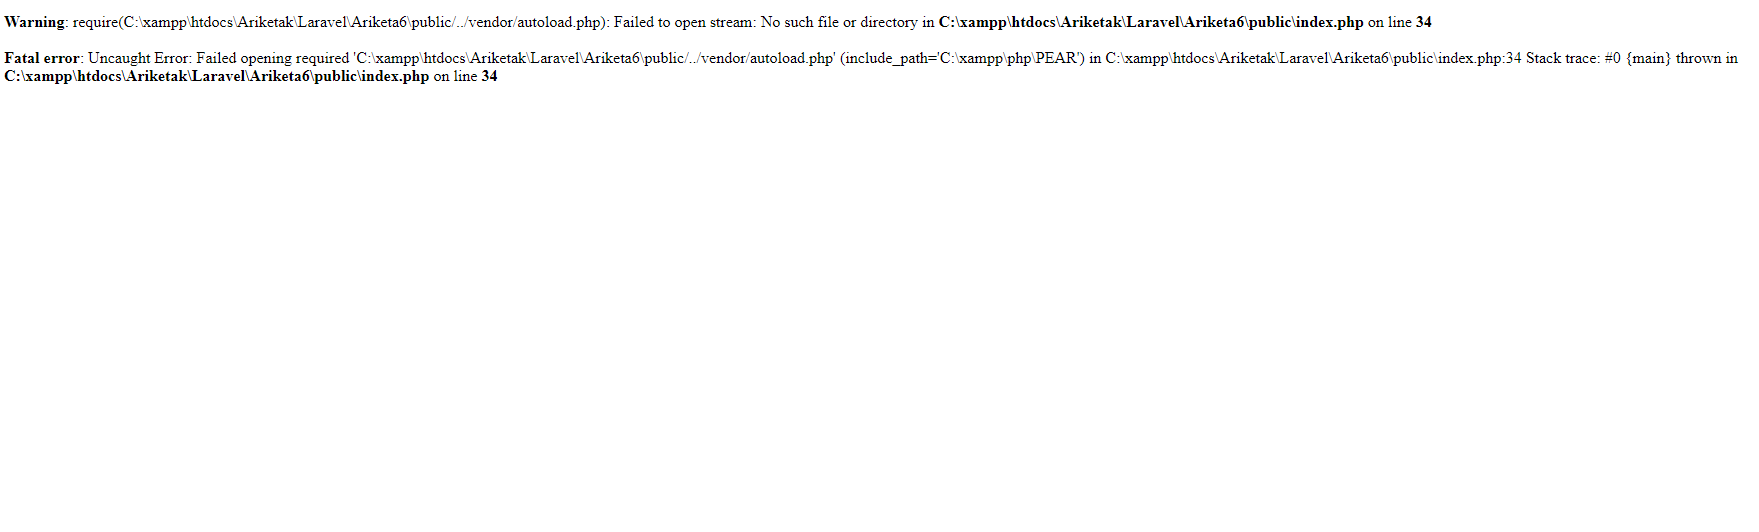 Warning: require(C:\xampp\htdocs\Ariketak\Laravel\Ariketa6\public/../vendor/autoload.php): Failed to open stream: No such file or directory in C:\xampp\htdocs\Ariketak\Laravel\Ariketa6\public\index.php on line 34
Fatal error: Uncaught Error: Failed opening required 'C:\xampp\htdocs\Ariketak\Laravel\Ariketa6\public/../vendor/autoload.php' (include_path='C:\xampp\php\PEAR') in C:\xampp\htdocs\Ariketak\Laravel\Ariketa6\public\index.php:34 Stack trace: #0 {main} thrown in
C:\xampp\htdocs\Ariketak\Laravel\Ariketa6\public\index.php on line 34